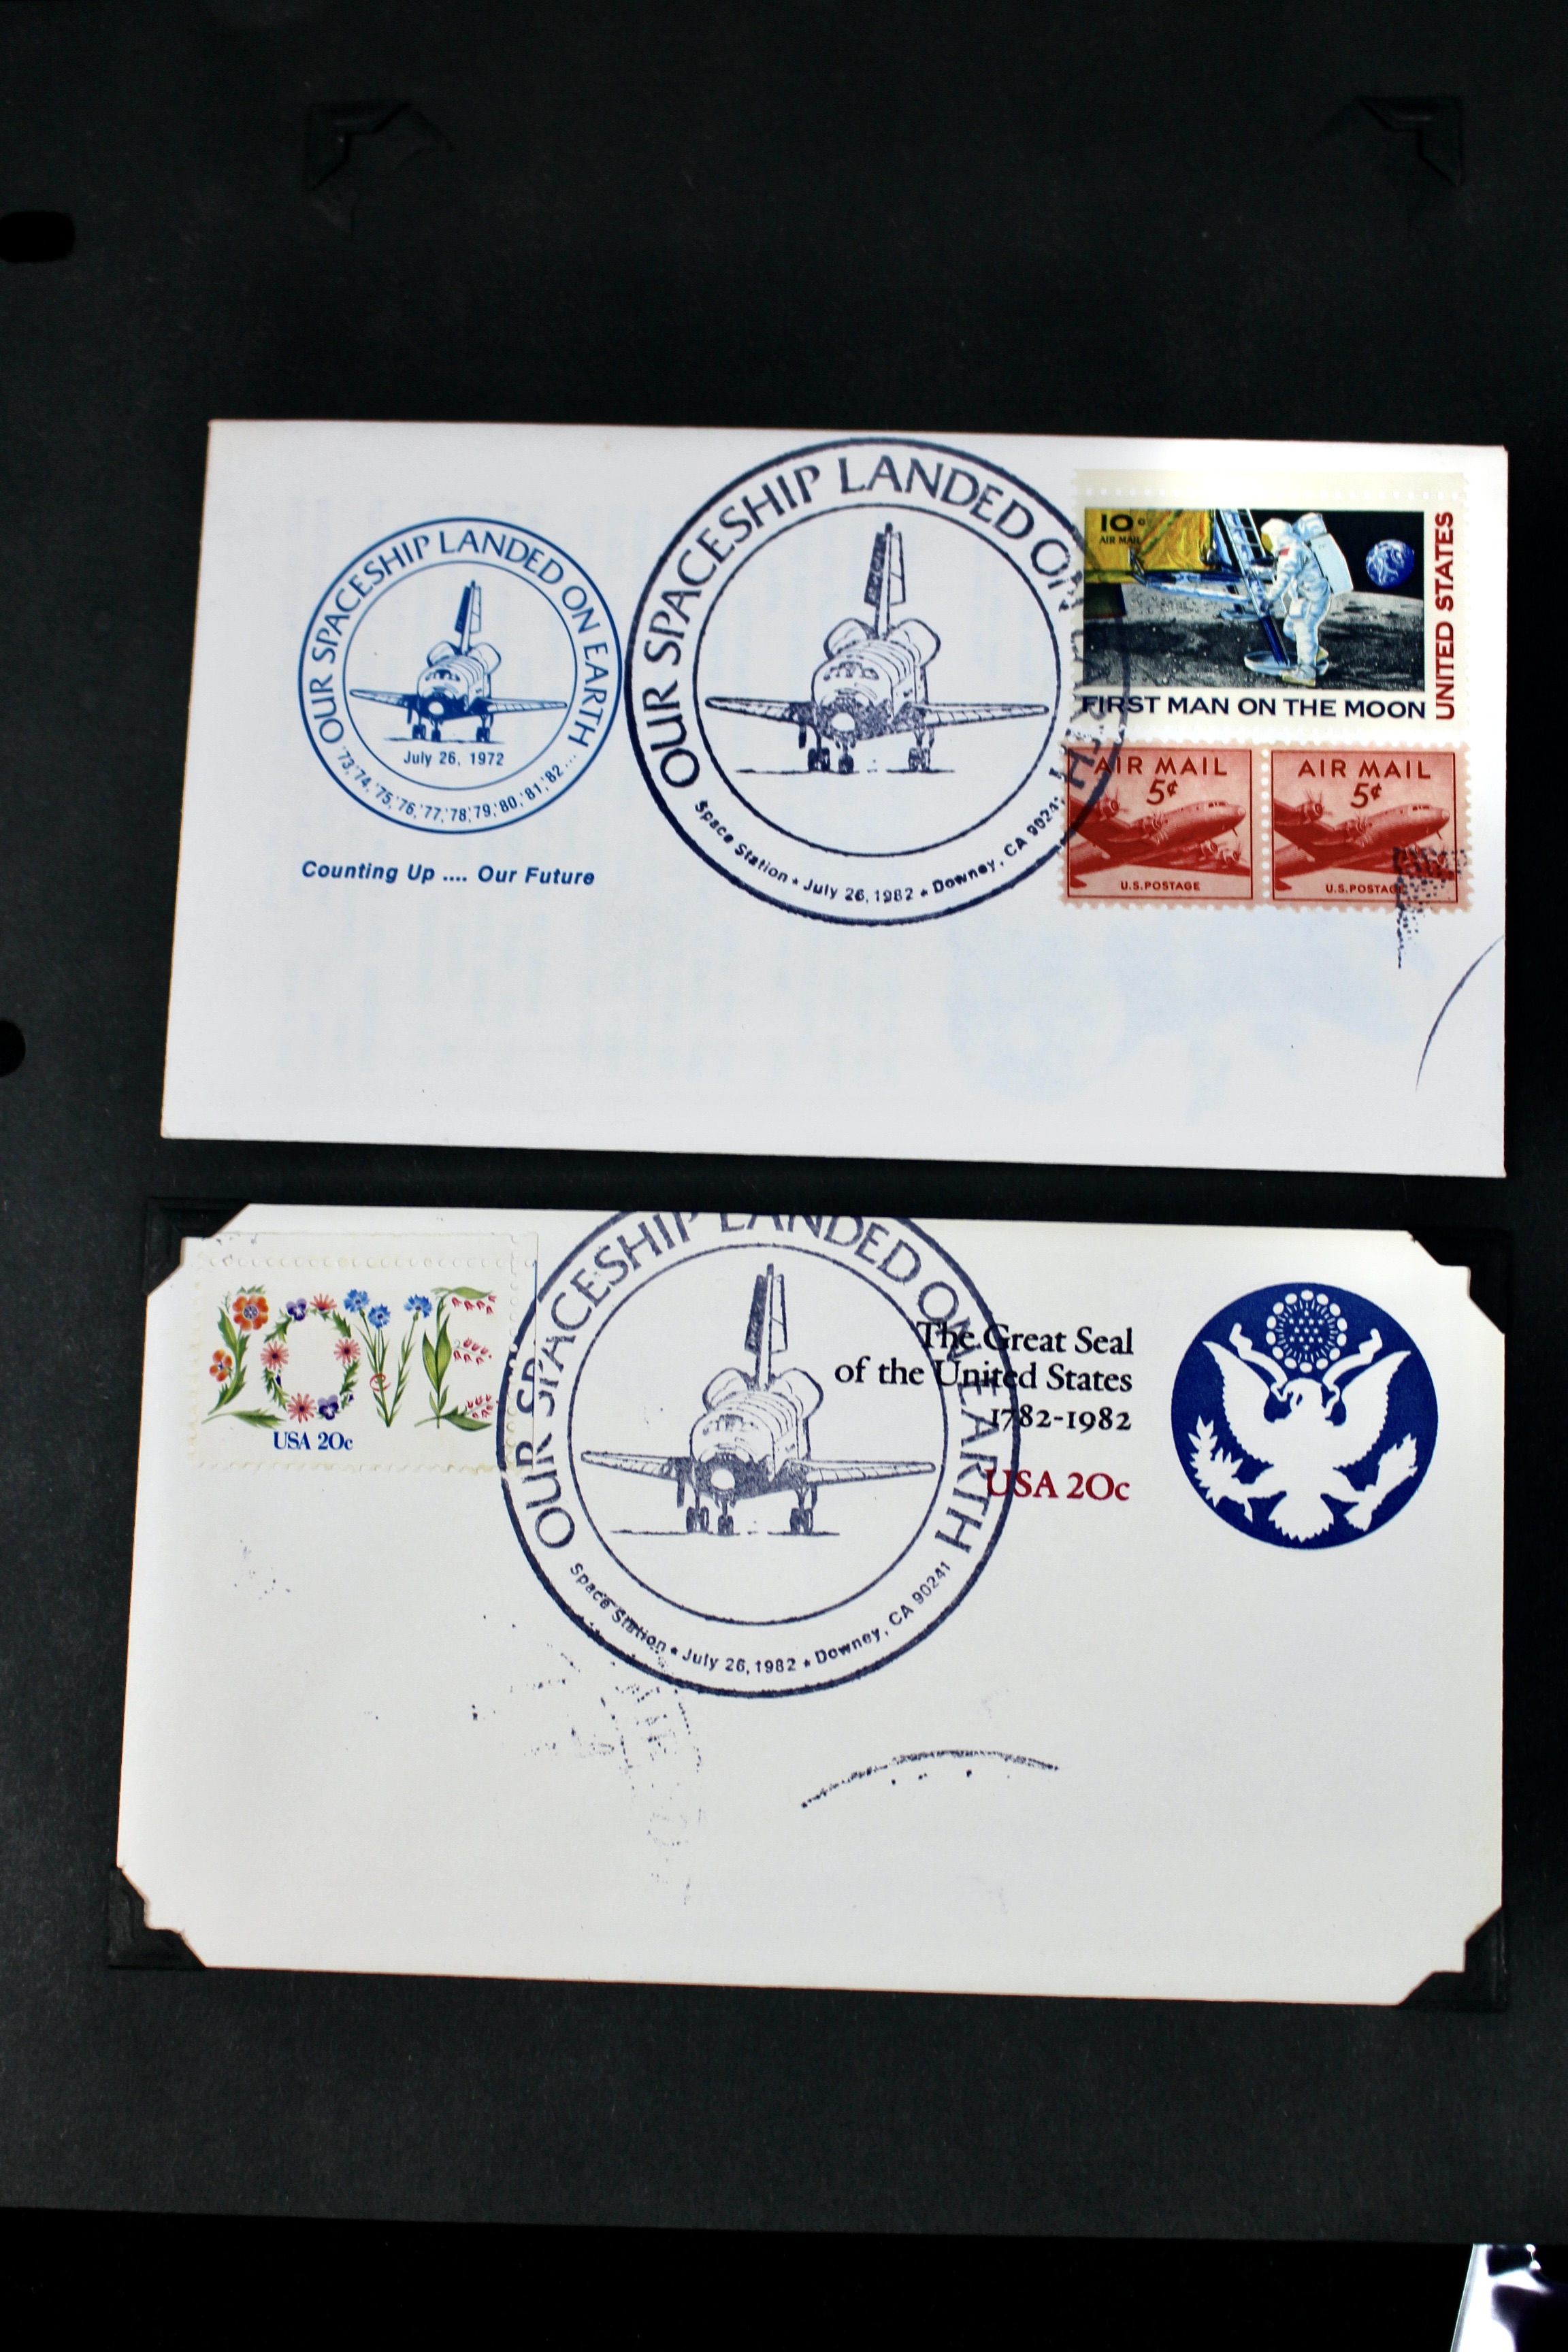 OUR SPACESHIP LANDED ON EARTH
July 26, 1972
'73,'74,'75,'76,'77,'78,'79,'80,'81,'82...
Counting Up .... Our Future
OUR SPACESHIP LANDED ON EARTH
Space Station ★ July 26, 1982 ★ Downey, CA 90241
10c
AIR MAIL
UNITED STATES
FIRST MAN ON THE MOON
AIR MAIL
5¢
U.S. POSTAGE
AIR MAIL
5¢
U.S. POSTAGE
LOVE
USA 20c
OUR SPACESHIP LANDED ON EARTH
Space Station ★ July 26, 1982 ★ Downey, CA 90241
The Great Seal
of the United States
1782-1982
USA 20c